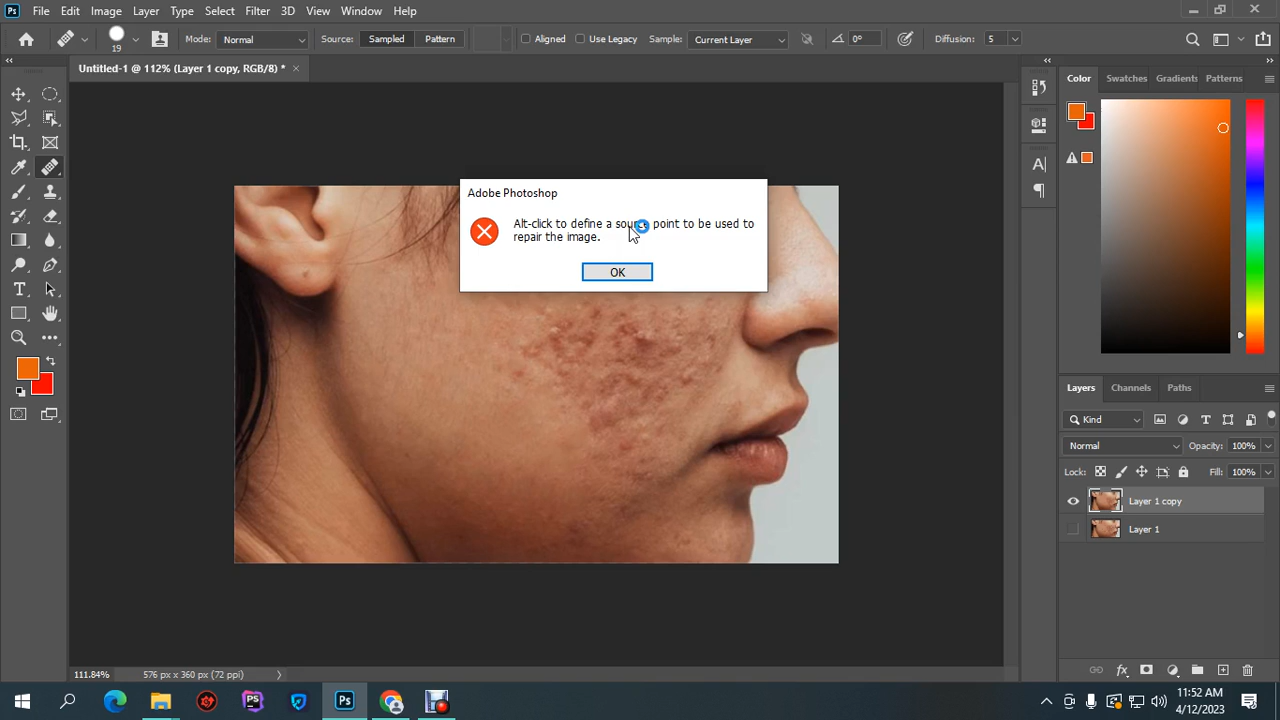 Ps File Edit Image Layer Type Select Filter 3D View Window Help
19 Mode: Normal Source: Sampled Pattern Aligned Use Legacy Sample: Current Layer 0° Diffusion: 5
Untitled-1 @ 112% (Layer 1 copy, RGB/8) *
Color Swatches Gradients Patterns
Adobe Photoshop
Alt-click to define a source point to be used to
repair the image.
OK
Layers Channels Paths
Kind
Normal Opacity: 100%
Lock: Fill: 100%
Layer 1 copy
Layer 1
111.84% 576 px x 360 px (72 ppi)
11:52 AM
4/12/2023